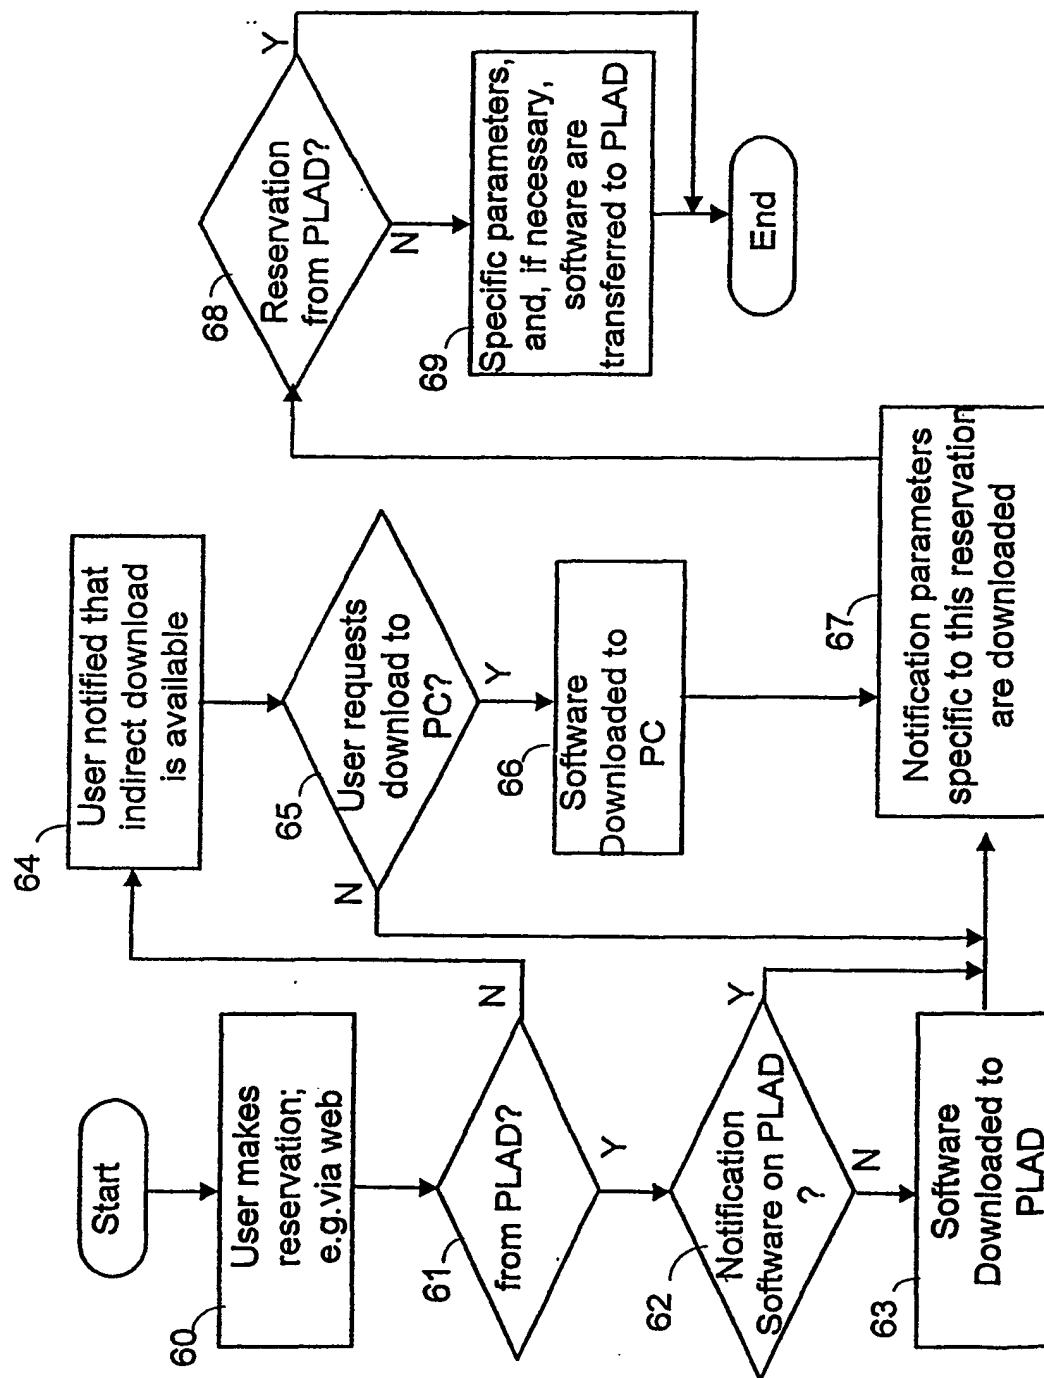 Start
60
User makes
reservation;
e.g.via web
61
from PLAD?
N
Y
62
Notification
Software on PLAD
?
Y
N
63
Software
Downloaded to
PLAD
64
User notified that
indirect download
is available
65
User requests
download to
PC?
N
Y
66
Software
Downloaded to
PC
67
Notification parameters
specific to this reservation
are downloaded
68
Reservation
from PLAD?
Y
N
69
Specific parameters,
and, if necessary,
software are
transferred to PLAD
End